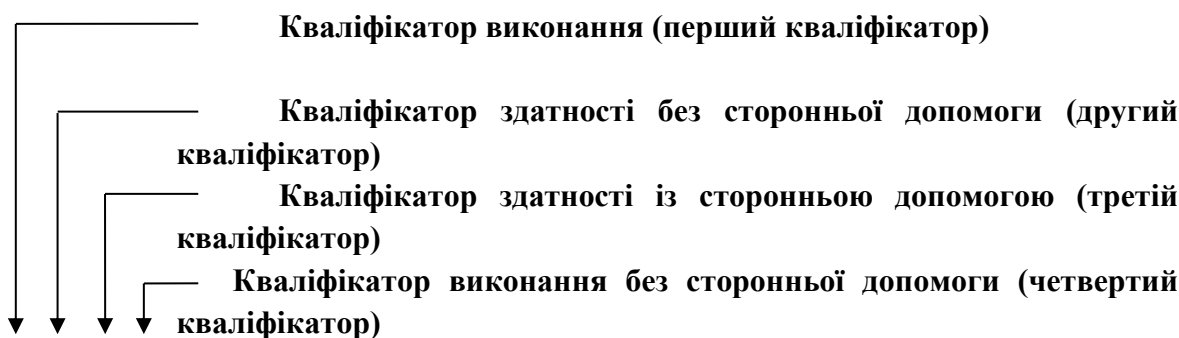 Кваліфікатор виконання (перший кваліфікатор)
Кваліфікатор здатності без сторонньої допомоги (другий
кваліфікатор)
Кваліфікатор здатності із сторонньою допомогою (третій
кваліфікатор)
Кваліфікатор виконання без сторонньої допомоги (четвертий
кваліфікатор)